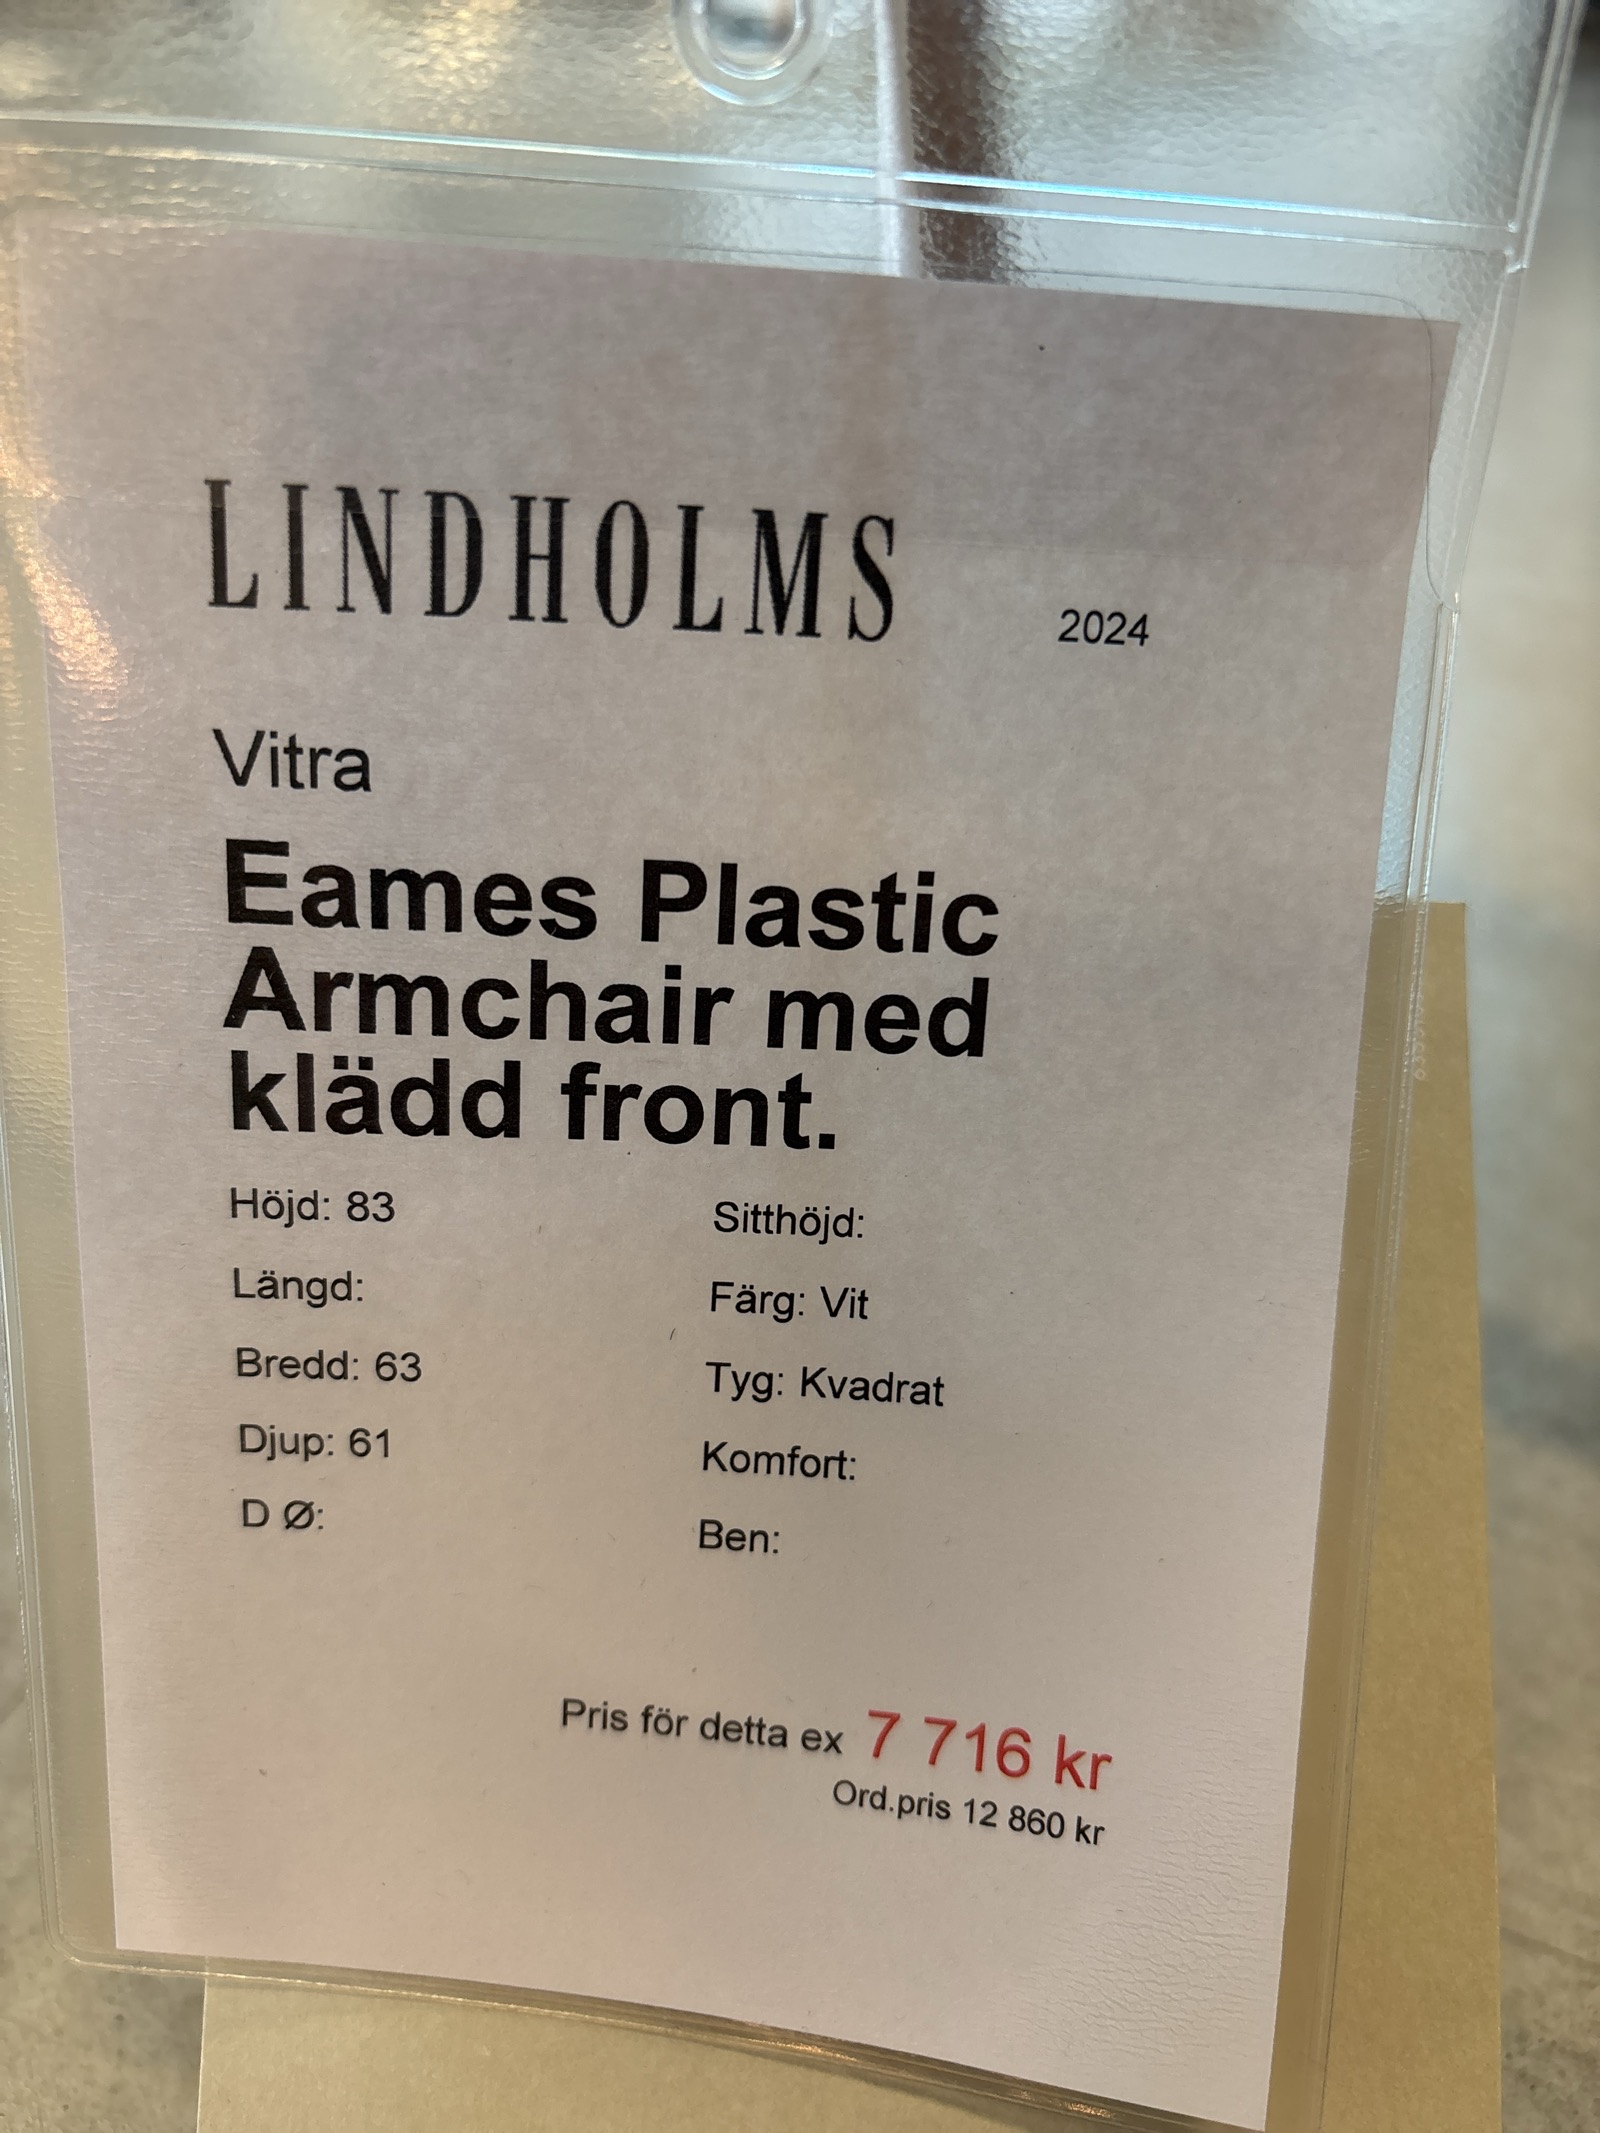 LINDHOLMS 2024
Vitra
Eames Plastic
Armchair med
klädd front.
Höjd: 83
Längd:
Bredd: 63
Djup: 61
D Ø:
Sitthöjd:
Färg: Vit
Tyg: Kvadrat
Komfort:
Ben:
Pris för detta ex 7 716 kr
Ord.pris 12 860 kr